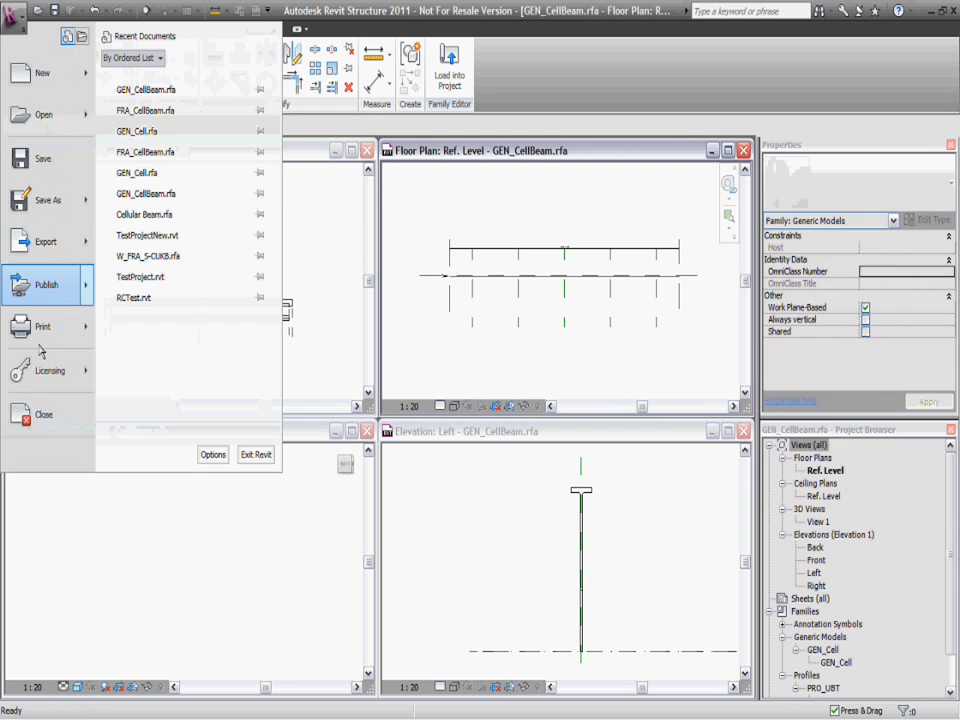 Autodesk Revit Structure 2011 - Not For Resale Version - [GEN_CellBeam.rfa - Floor Plan: R...
Type a keyword or phrase
Recent Documents
By Ordered List
New
Open
Save
Save As
Export
Publish
Print
Licensing
Close
GEN_CellBeam.rfa
FRA_CellBeam.rfa
GEN_Cell.rfa
FRA_CellBeam.rfa
GEN_Cell.rfa
GEN_CellBeam.rfa
Cellular Beam.rfa
TestProjectNew.rvt
W_FRA_S-CUKB.rfa
TestProject.rvt
RCTest.rvt
Options
Exit Revit
Load into
Project
Measure
Create
Family Editor
Floor Plan: Ref. Level - GEN_CellBeam.rfa
1 : 20
Elevation: Left - GEN_CellBeam.rfa
1 : 20
1 : 20
Properties
Family: Generic Models
Edit Type
Constraints
Host
Identity Data
OmniClass Number
OmniClass Title
Other
Work Plane-Based
Always vertical
Shared
Properties help
Apply
GEN_CellBeam.rfa - Project Browser
Views (all)
Floor Plans
Ref. Level
Ceiling Plans
Ref. Level
3D Views
View 1
Elevations (Elevation 1)
Back
Front
Left
Right
Sheets (all)
Families
Annotation Symbols
Generic Models
GEN_Cell
GEN_Cell
Profiles
PRO_UBT
Ready
Press & Drag
:0